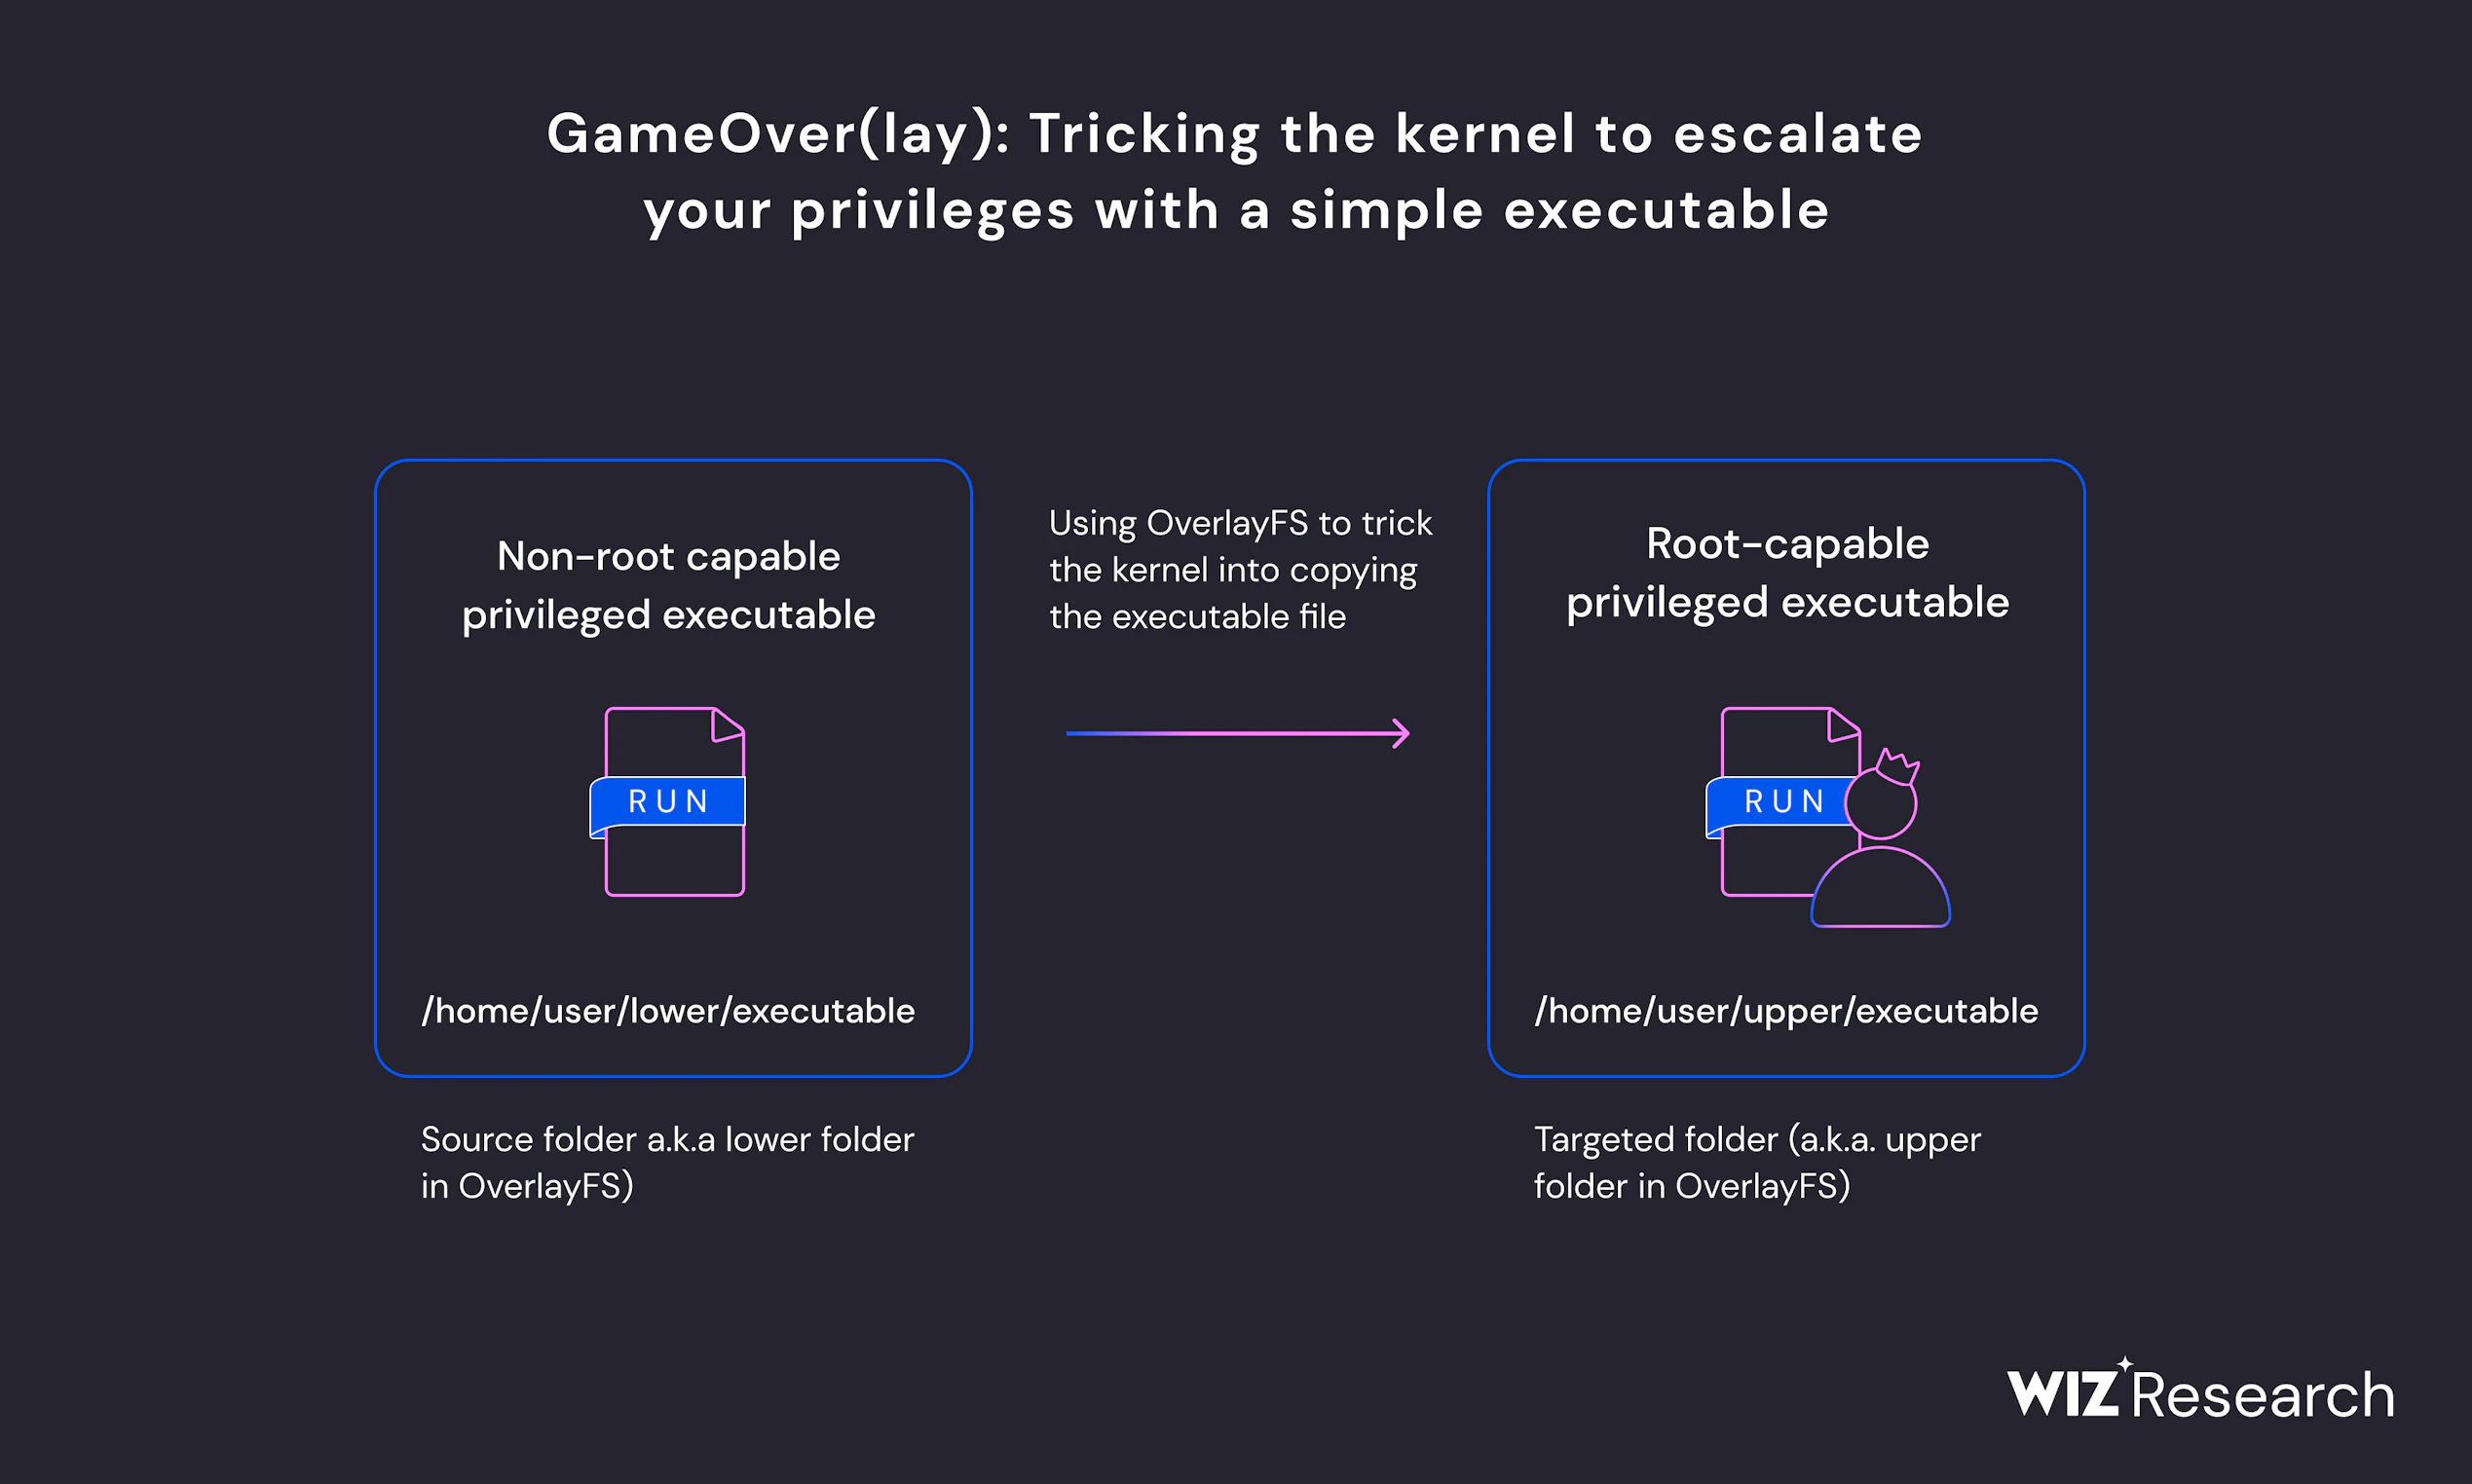 GameOver(lay): Tricking the kernel to escalate
your privileges with a simple executable
Non-root capable
privileged executable
RUN
/home/user/lower/executable
Source folder a.k.a lower folder
in OverlayFS)
Using OverlayFS to trick
the kernel into copying
the executable file
Root-capable
privileged executable
RUN
/home/user/upper/executable
Targeted folder (a.k.a. upper
folder in OverlayFS)
WIZ Research